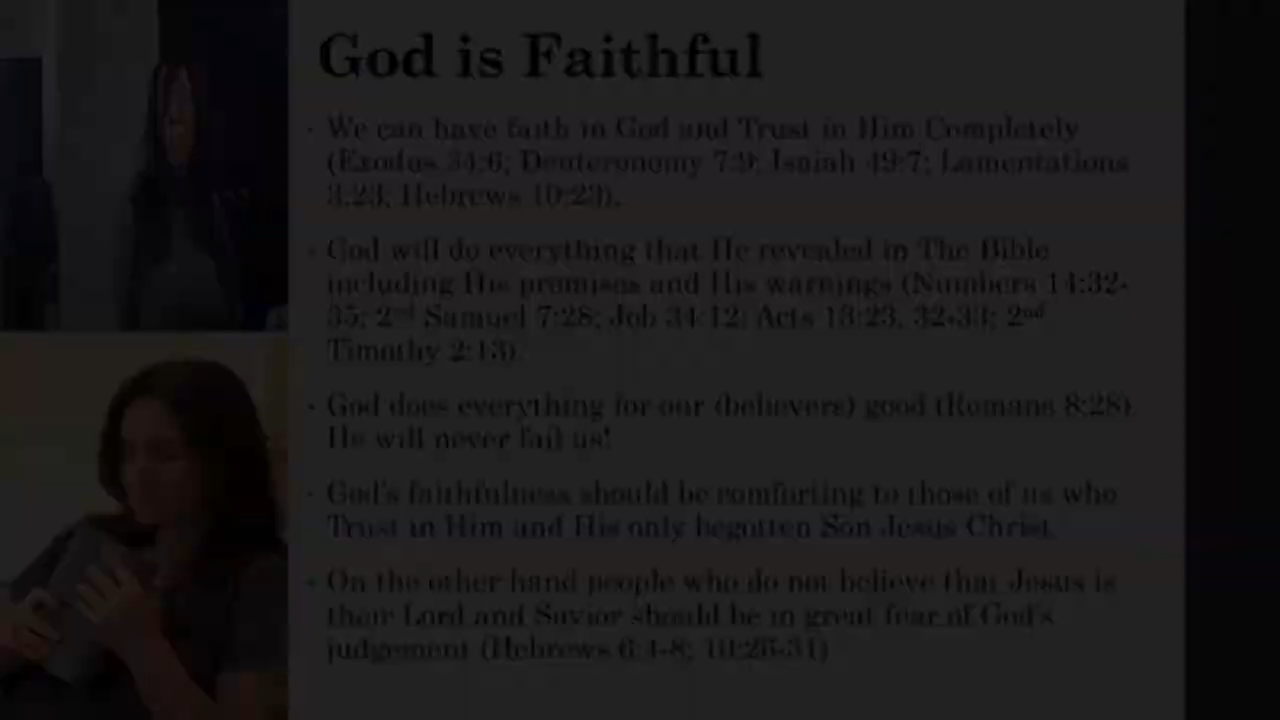 God is Faithful
· We can have faith in God and Trust in Him Completely
(Exodus 34:6; Deuteronomy 7:9; Isaiah 49:7; Lamentations
3:23, Hebrews 10:23).
· God will do everything that He revealed in The Bible
including His promises and His warnings (Numbers 14:32-
35; 2nd Samuel 7:28; Job 34:12; Acts 13:23, 32-33; 2nd
Timothy 2:13).
· God does everything for our (believers) good (Romans 8:28).
He will never fail us!
· God's faithfulness should be comforting to those of us who
Trust in Him and His only begotten Son Jesus Christ.
· On the other hand people who do not believe that Jesus is
their Lord and Savior should be in great fear of God's
judgement (Hebrews 6:4-8; 10:26-31)